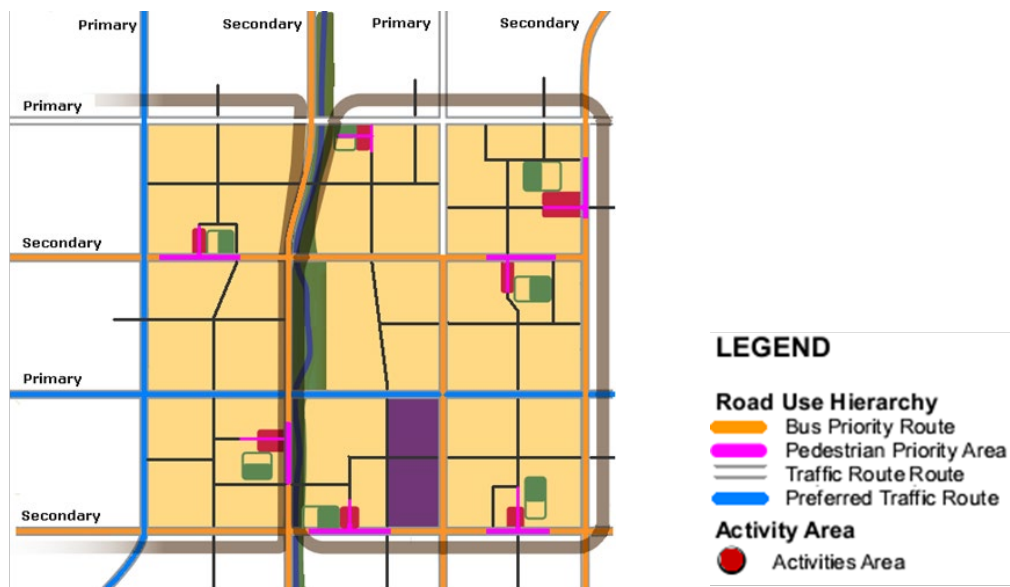 Primary
Secondary
Primary
Secondary
Primary
Secondary
Primary
Secondary
LEGEND
Road Use Hierarchy
Bus Priority Route
Pedestrian Priority Area
Traffic Route Route
Preferred Traffic Route
Activity Area
Activities Area